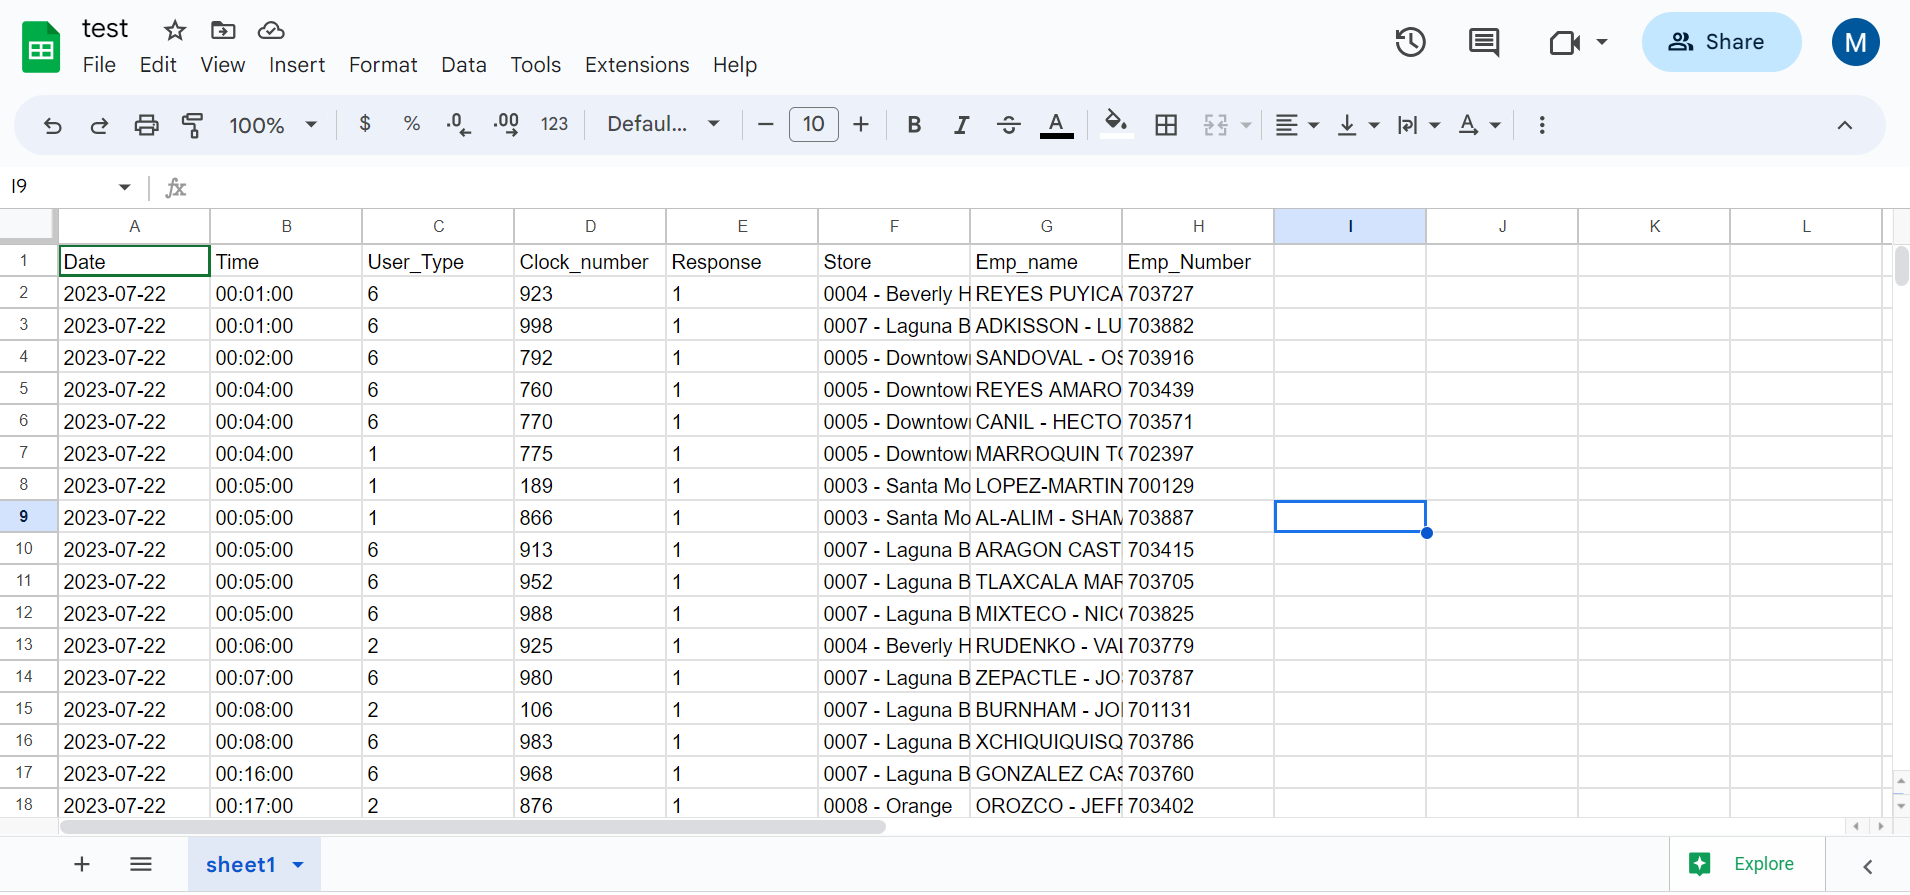 test
File Edit View Insert Format Data Tools Extensions Help
Share
M
100% $ % .0 .00 123 Defaul... 10 B I A A
I9 fx
A B C D E F G H I J K L
1 Date Time User_Type Clock_number Response Store Emp_name Emp_Number
2 2023-07-22 00:01:00 6 923 1 0004 - Beverly H REYES PUYICA 703727
3 2023-07-22 00:01:00 6 998 1 0007 - Laguna B ADKISSON - LU 703882
4 2023-07-22 00:02:00 6 792 1 0005 - Downtow SANDOVAL - OS 703916
5 2023-07-22 00:04:00 6 760 1 0005 - Downtow REYES AMARO 703439
6 2023-07-22 00:04:00 6 770 1 0005 - Downtow CANIL - HECTO 703571
7 2023-07-22 00:04:00 1 775 1 0005 - Downtow MARROQUIN TO 702397
8 2023-07-22 00:05:00 1 189 1 0003 - Santa Mo LOPEZ-MARTIN 700129
9 2023-07-22 00:05:00 1 866 1 0003 - Santa Mo AL-ALIM - SHAM 703887
10 2023-07-22 00:05:00 6 913 1 0007 - Laguna B ARAGON CAST 703415
11 2023-07-22 00:05:00 6 952 1 0007 - Laguna B TLAXCALA MAR 703705
12 2023-07-22 00:05:00 6 988 1 0007 - Laguna B MIXTECO - NIC 703825
13 2023-07-22 00:06:00 2 925 1 0004 - Beverly H RUDENKO - VAL 703779
14 2023-07-22 00:07:00 6 980 1 0007 - Laguna B ZEPACTLE - JO 703787
15 2023-07-22 00:08:00 2 106 1 0007 - Laguna B BURNHAM - JO 701131
16 2023-07-22 00:08:00 6 983 1 0007 - Laguna B XCHIQUIQUISQ 703786
17 2023-07-22 00:16:00 6 968 1 0007 - Laguna B GONZALEZ CAS 703760
18 2023-07-22 00:17:00 2 876 1 0008 - Orange OROZCO - JEFF 703402
sheet1
Explore